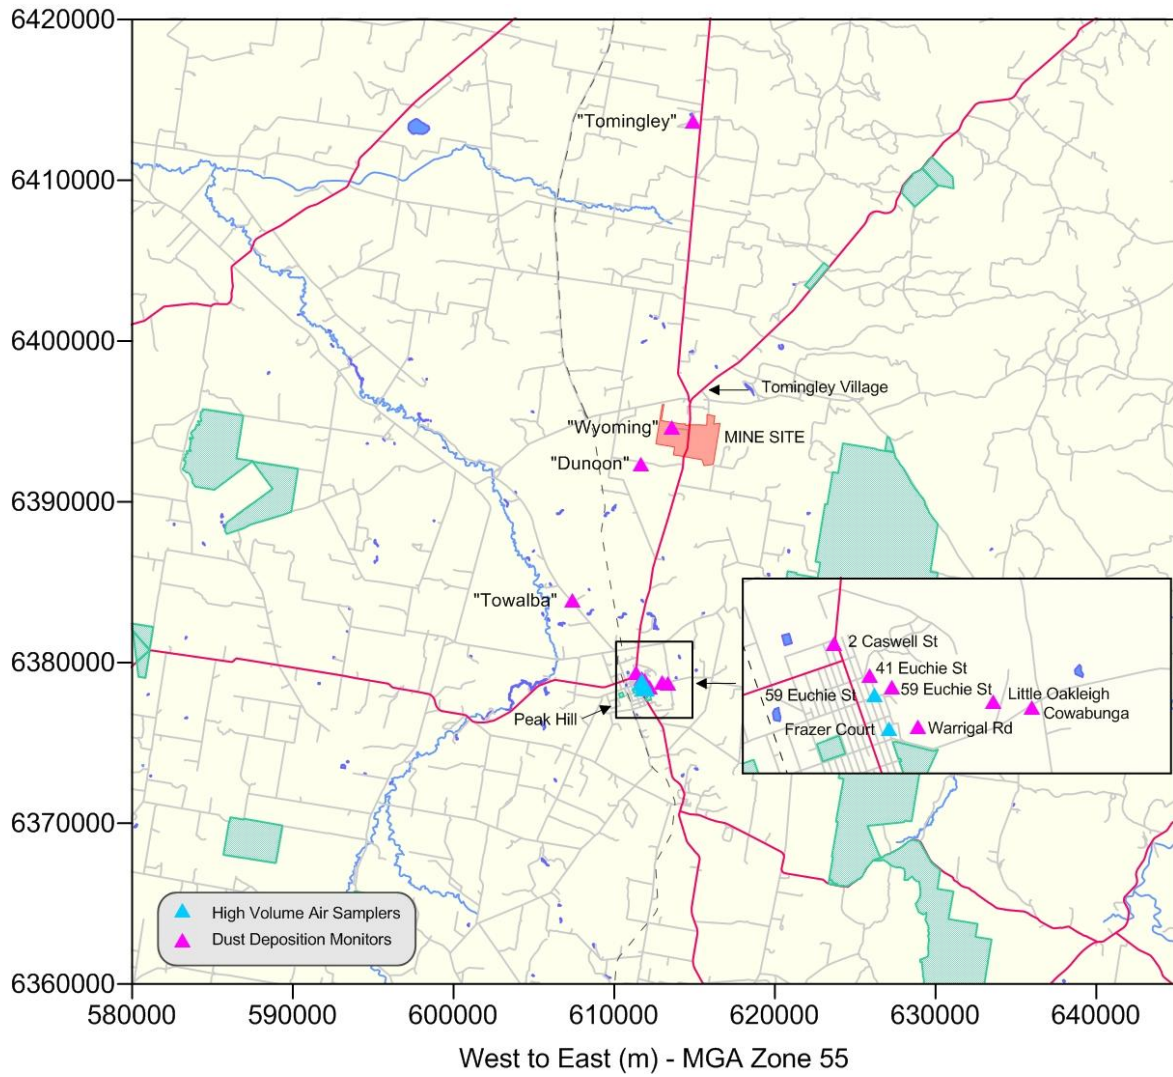 6420000
"Tomingley"
6410000
6400000
Tomingley Village
"Wyoming"
MINE SITE
"Dunoon"
6390000
"Towalba"
6380000
2 Caswell St
41 Euchie St
59 Euchie St
59 Euchie St
Little Oakleigh
Cowabunga
Frazer Court
Warrigal Rd
Peak Hill
6370000
High Volume Air Samplers
Dust Deposition Monitors
6360000
580000
590000
600000
610000
620000
630000
640000
West to East (m) - MGA Zone 55